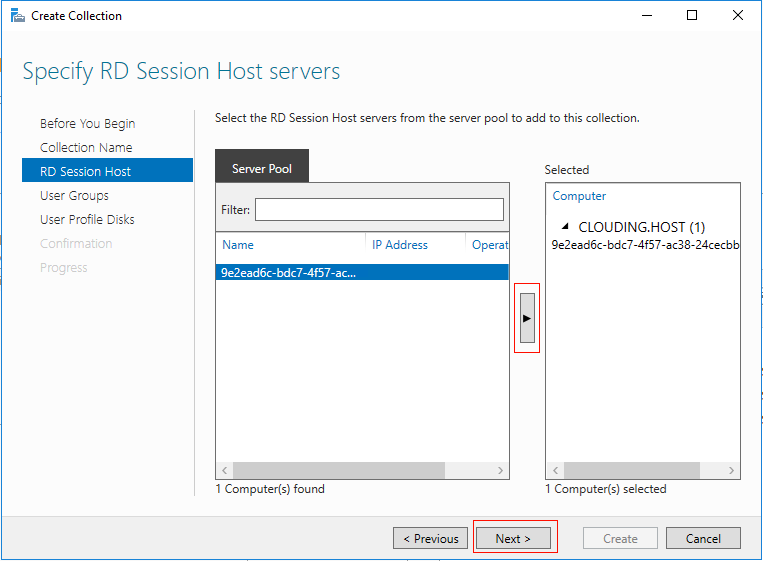 Create Collection
Specify RD Session Host servers
Before You Begin
Collection Name
RD Session Host
User Groups
User Profile Disks
Confirmation
Progress
Select the RD Session Host servers from the server pool to add to this collection.
Server Pool
Filter:
Name IP Address Operat
9e2ead6c-bdc7-4f57-ac...
1 Computer(s) found
Selected
Computer
CLOUDING.HOST (1)
9e2ead6c-bdc7-4f57-ac38-24cecbb
1 Computer(s) selected
< Previous Next > Create Cancel